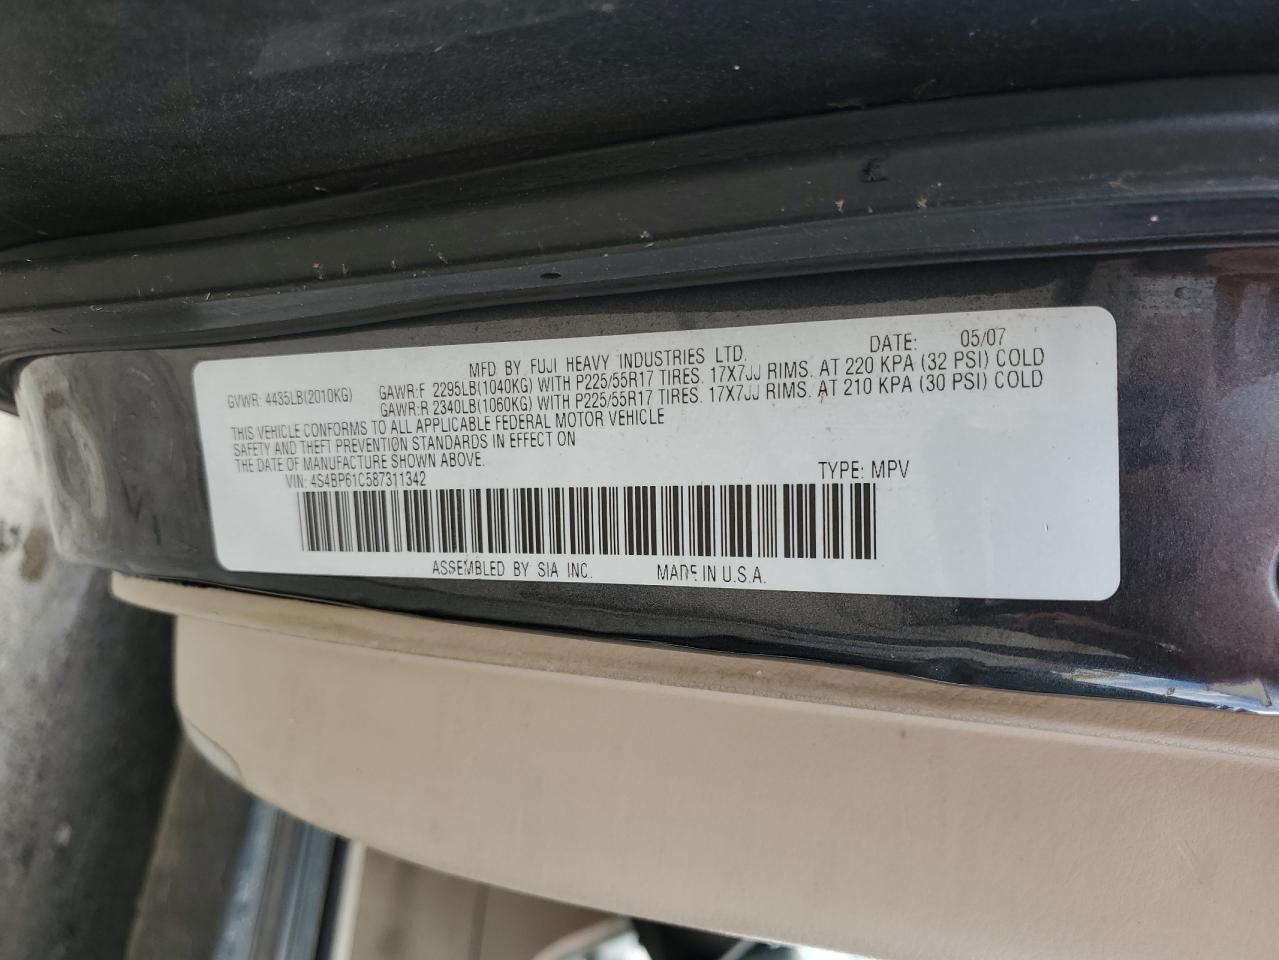 MFD. BY. FUJI HEAVY INDUSTRIES LTD. DATE: 05/07
GVWR: 4435LB(2010KG) GAWR:F 2295LB(1040KG) WITH P225/55R17 TIRES. 17X7JJ RIMS. AT 220 KPA (32 PSI) COLD
GAWR:R 2340LB(1060KG) WITH P225/55R17 TIRES. 17X7JJ RIMS. AT 210 KPA (30 PSI) COLD
THIS VEHICLE CONFORMS TO ALL APPLICABLE FEDERAL MOTOR VEHICLE
SAFETY AND THEFT PREVENTION STANDARDS IN EFFECT ON
THE DATE OF MANUFACTURE SHOWN ABOVE.
VIN: 4S4BP61C587311342 TYPE: MPV
ASSEMBLED BY SIA INC. MADE IN U.S.A.